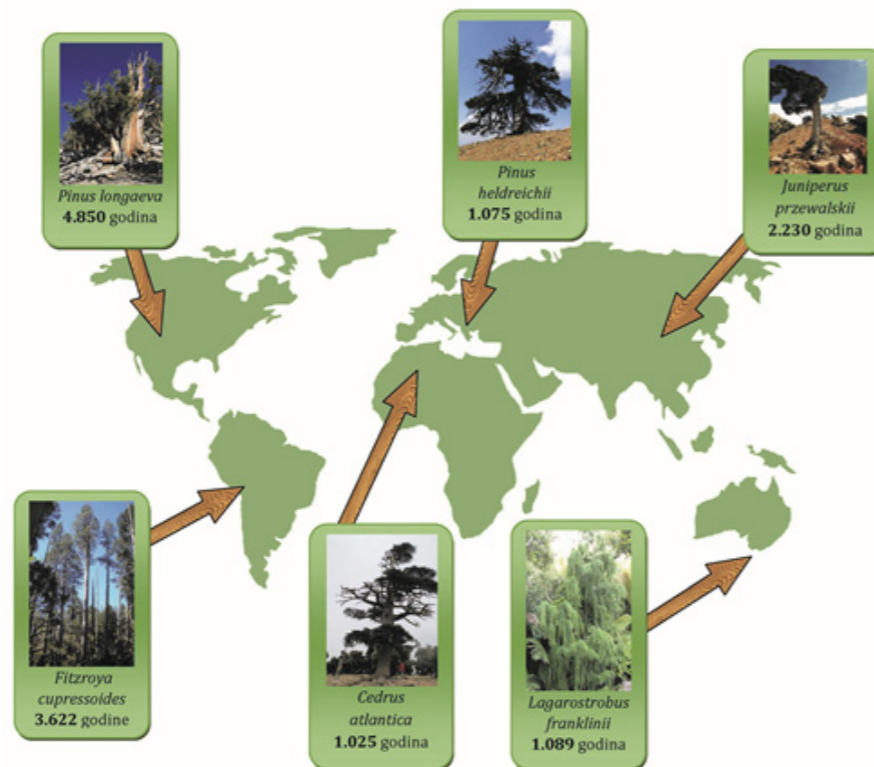 Pinus longaeva
4.850 godina
Pinus
heldreichii
1.075 godina
Juniperus
przewalskii
2.230 godina
Fitzroya
cupressoides
3.622 godine
Cedrus
atlantica
1.025 godina
Lagarostrobus
franklinii
1.089 godina